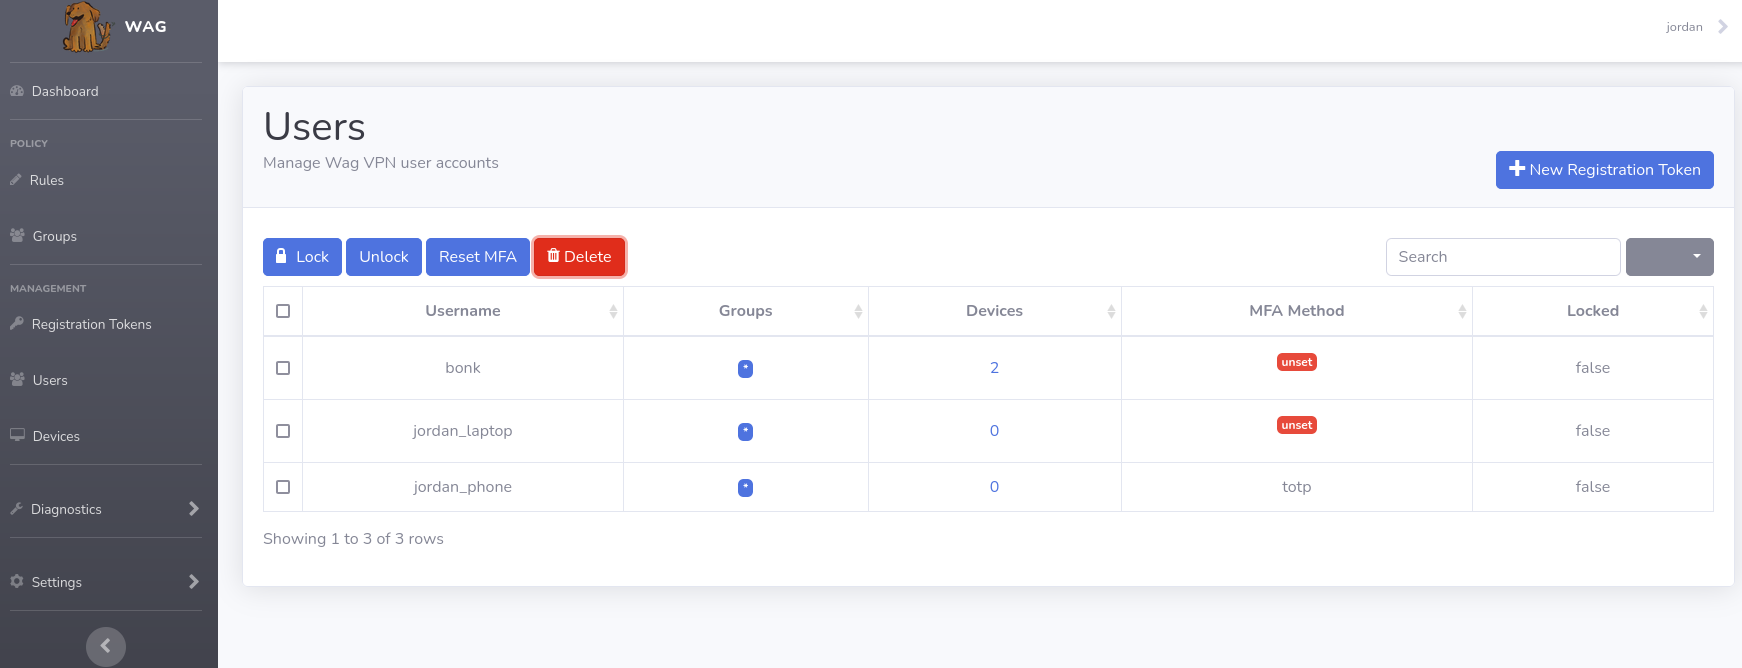 WAG
jordan
Dashboard
POLICY
Rules
Groups
MANAGEMENT
Registration Tokens
Users
Devices
Diagnostics
Settings
Users
Manage Wag VPN user accounts
New Registration Token
Lock Unlock Reset MFA Delete Search
Username Groups Devices MFA Method Locked
bonk * 2 unset false
jordan_laptop * 0 unset false
jordan_phone * 0 totp false
Showing 1 to 3 of 3 rows